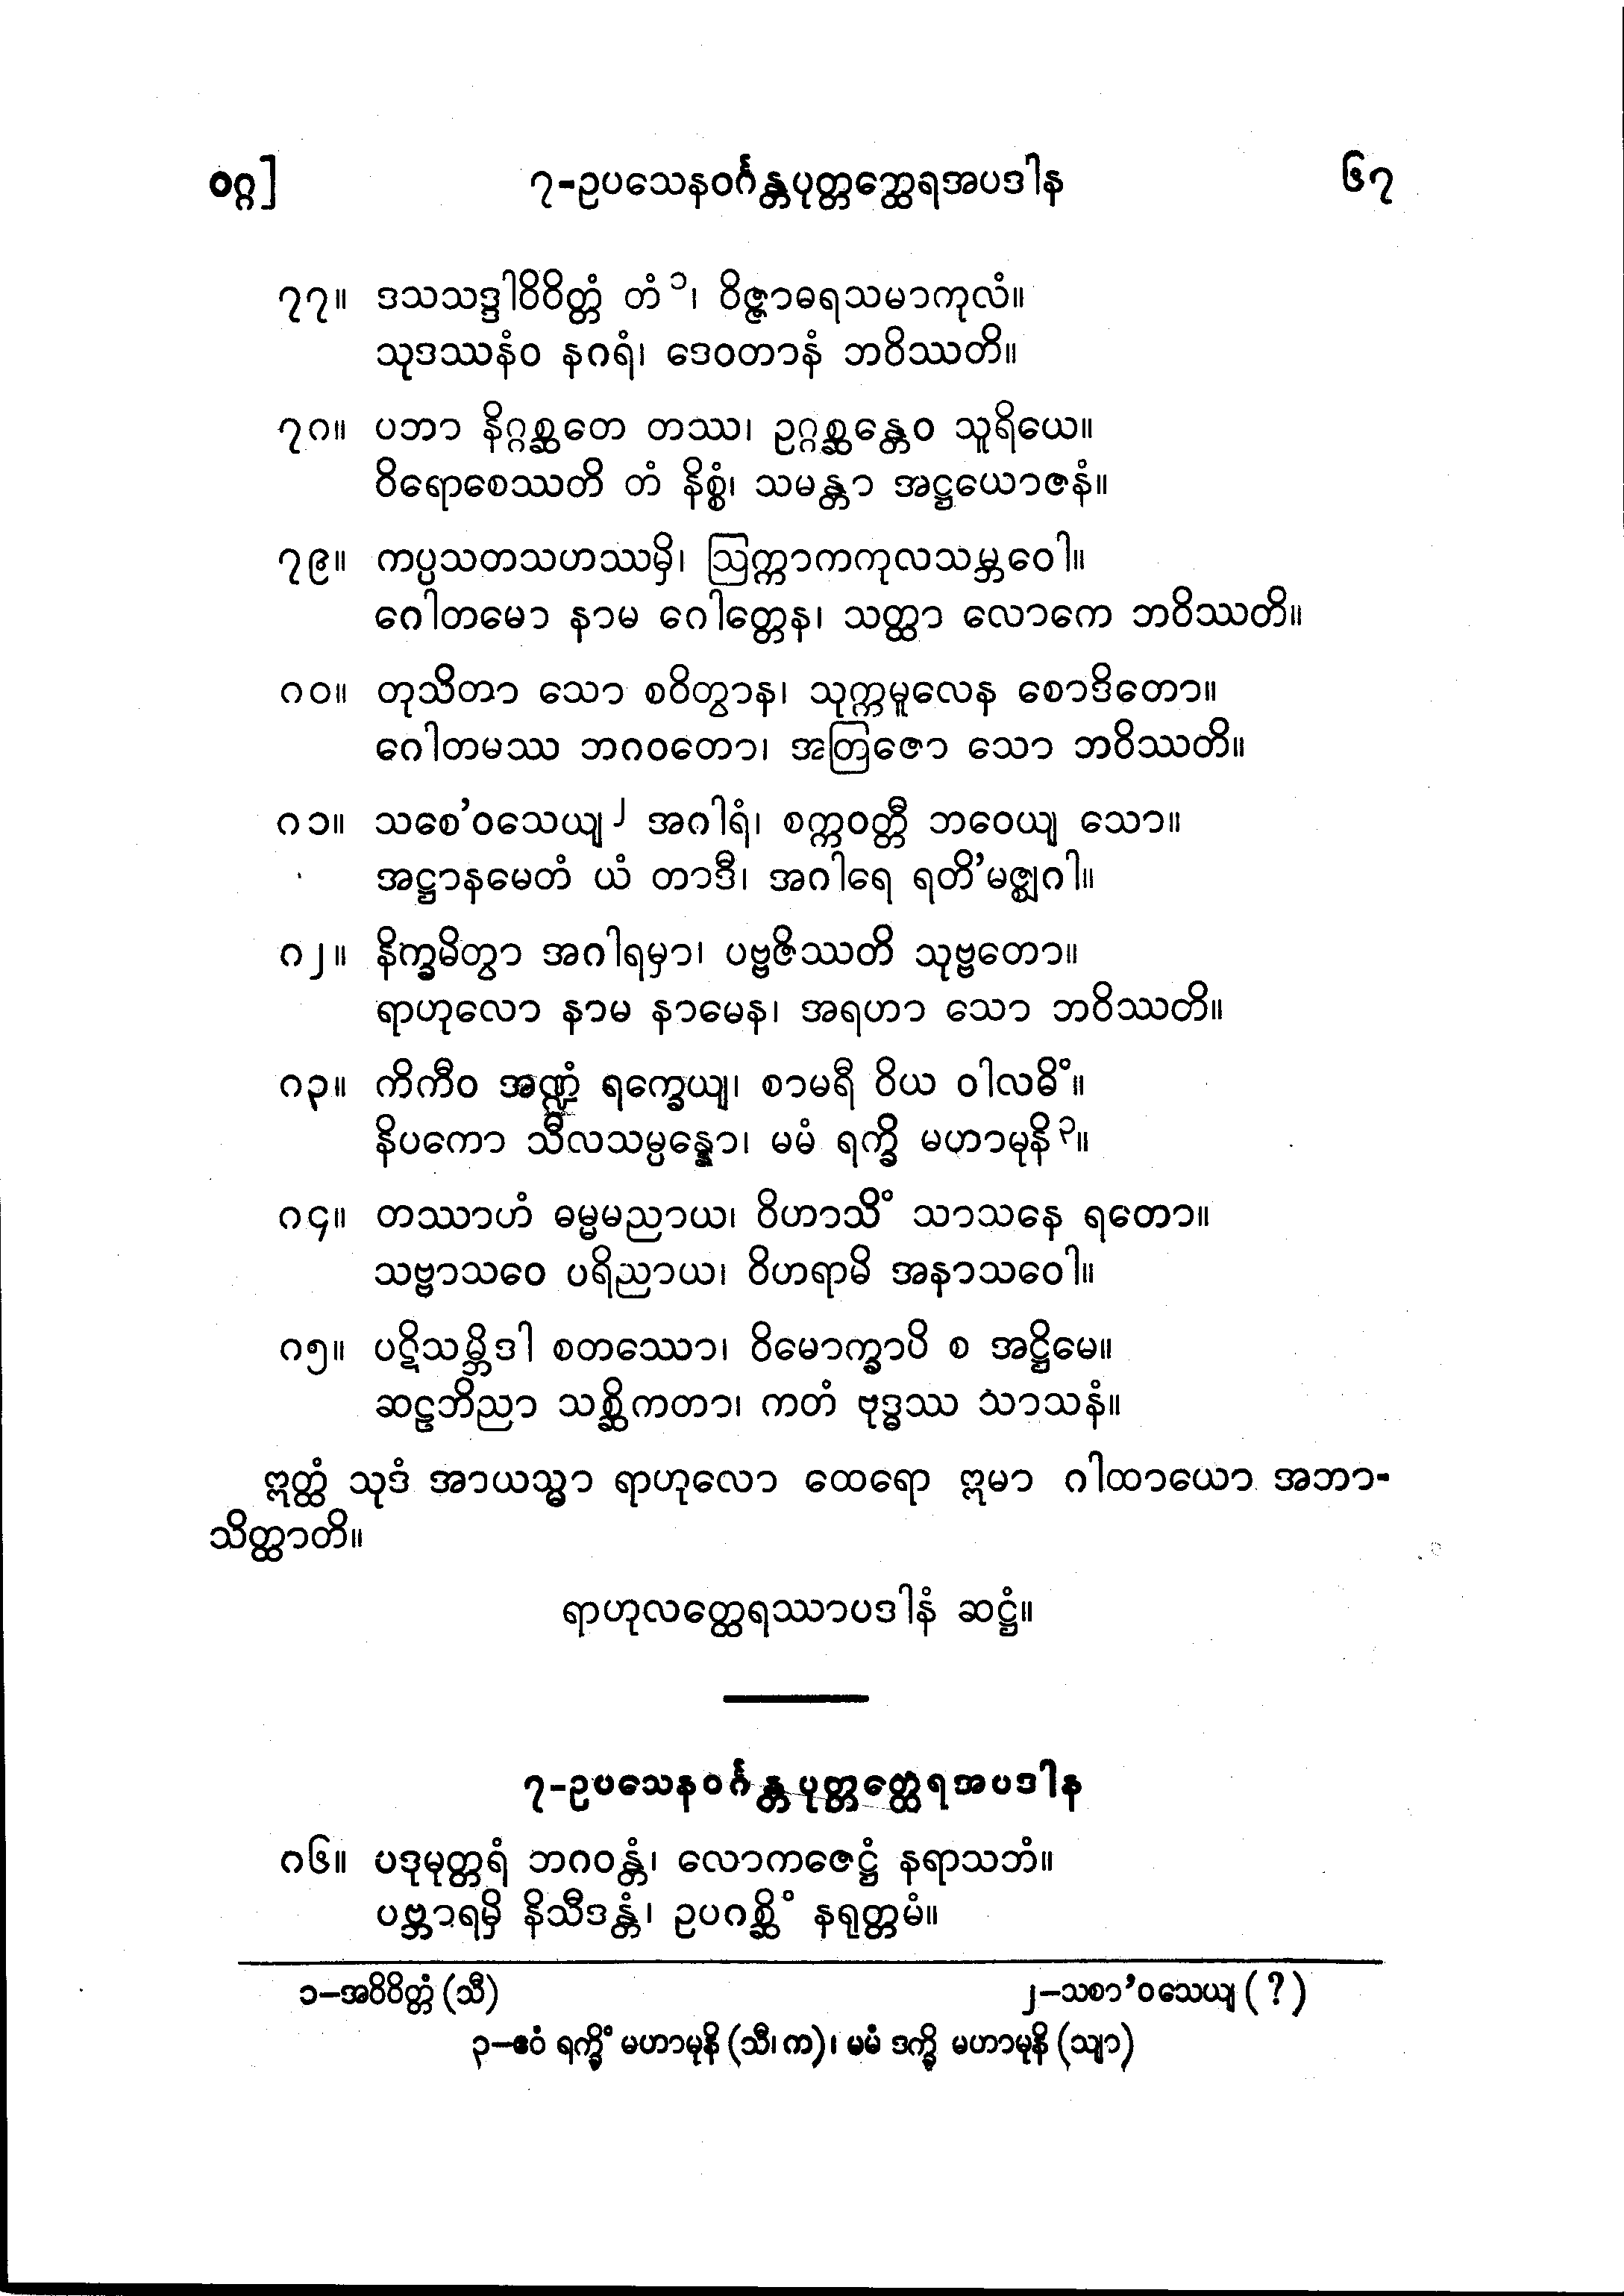 ၀ဂ္ဂ] ၇-ဥပသေနဝင်္ဂန္တပုတ္တတ္ထေရအပဒါန ၆၇
၇၇။ ဒသသဒ္ဒါဝိဝိတ္တံ တံ ၁၊ ဝိဇ္ဇာဓရသမာကုလံ။
သုဒဿနံဝ နဂရံ၊ ဒေဝတာနံ ဘဝိဿတိ။
၇၈။ ပဘာ နိဂ္ဂစ္ဆတေ တဿ၊ ဥဂ္ဂစ္ဆန္တေဝ သူရိယေ။
ဝိရောစေဿတိ တံ နိစ္စံ၊ သမန္တာ အဋ္ဌယောဇနံ။
၇၉။ ကပ္ပသတသဟဿမှိ၊ ဩက္ကာကကုလသမ္ဘဝေါ။
ဂေါတမော နာမ ဂေါတ္တေန၊ သတ္ထာ လောကေ ဘဝိဿတိ။
၈၀။ တုသိတာ သော စဝိတွာန၊ သုက္ကမူလေန စောဒိတော။
ဂေါတမဿ ဘဂဝတော၊ အတြဇော သော ဘဝိဿတိ။
၈၁။ သစေ’ဝသေယျ ၂ အဂါရံ၊ စက္ကဝတ္တီ ဘဝေယျ သော။
အဋ္ဌာနမေတံ ယံ တာဒီ၊ အဂါရေ ရတိ’မဇ္ဈဂါ။
၈၂။ နိက္ခမိတွာ အဂါရမှာ၊ ပဗ္ဗဇိဿတိ သုဗ္ဗတော။
ရာဟုလော နာမ နာမေန၊ အရဟာ သော ဘဝိဿတိ။
၈၃။ ကိကီဝ အဏ္ဍံ ရက္ခေယျ၊ စာမရီ ဝိယ ဝါလဓိံ။
နိပကော သီလသမ္ပန္နော၊ မမံ ရက္ခိ မဟာမုနိ ၃။
၈၄။ တဿာဟံ ဓမ္မမညာယ၊ ဝိဟာသိံ သာသနေ ရတော။
သဗ္ဗာသဝေ ပရိညာယ၊ ဝိဟရာမိ အနာသဝေါ။
၈၅။ ပဋိသမ္ဘိဒါ စတဿော၊ ဝိမောက္ခာပိ စ အဋ္ဌိမေ။
ဆဠဘိညာ သစ္ဆိကတာ၊ ကတံ ဗုဒ္ဓဿ သာသနံ။
ဣတ္ထံ သုဒံ အာယသ္မာ ရာဟုလော ထေရော ဣမာ ဂါထာယော အဘာ-
သိတ္ထာတိ။
ရာဟုလတ္ထေရဿာပဒါနံ ဆဋ္ဌံ။
၇-ဥပသေနဝင်္ဂန္တပုတ္တတ္ထေရအပဒါန
၈၆။ ပဒုမုတ္တရံ ဘဂဝန္တံ၊ လောကဇေဋ္ဌံ နရာသဘံ။
ပဗ္ဘာရမှိ နိသီဒန္တံ၊ ဥပဂစ္ဆိံ နရုတ္တမံ။
၁–အဝိဝိတ္တံ (သီ) ၂–သစာ’ဝသေယျ (?)
၃–ဧဝံ ရက္ခိံ မဟာမုနိ (သီ၊ က)၊ မမံ ဒက္ခိ မဟာမုနိ (သျာ)